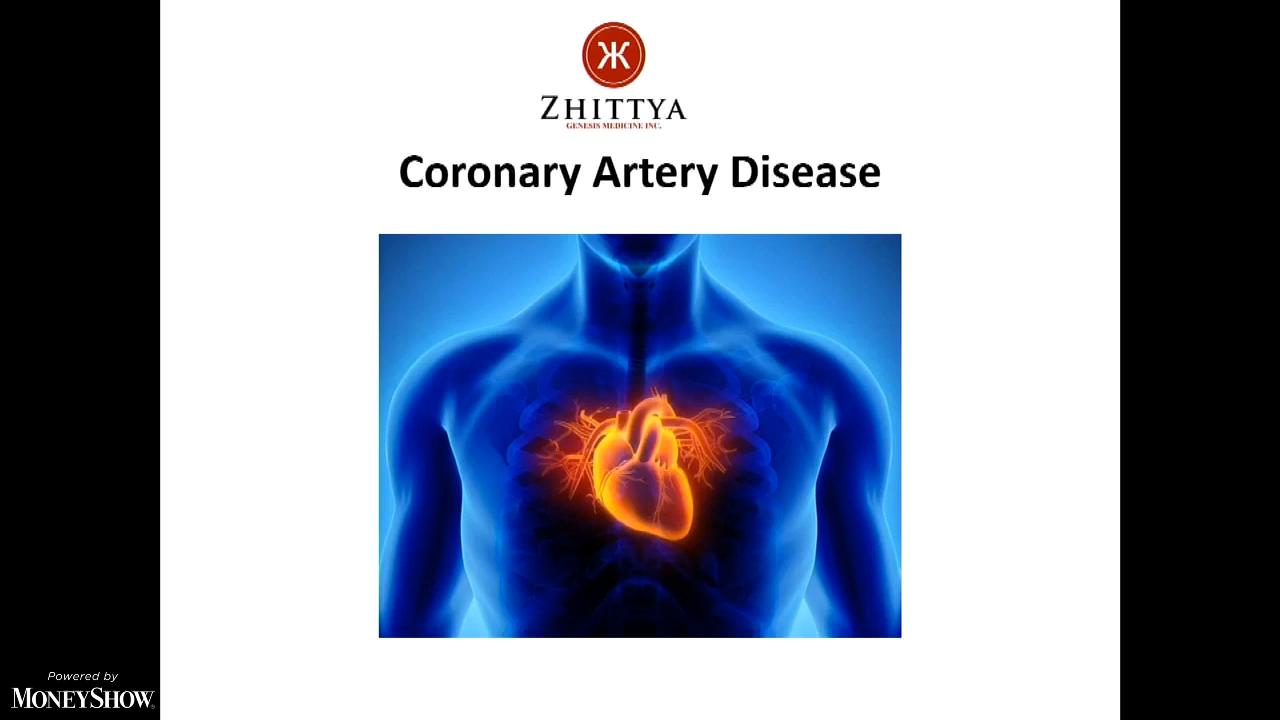 Ж
ZHITTYA
GENESIS MEDICINE INC.
Coronary Artery Disease
Powered by
MONEYSHOW